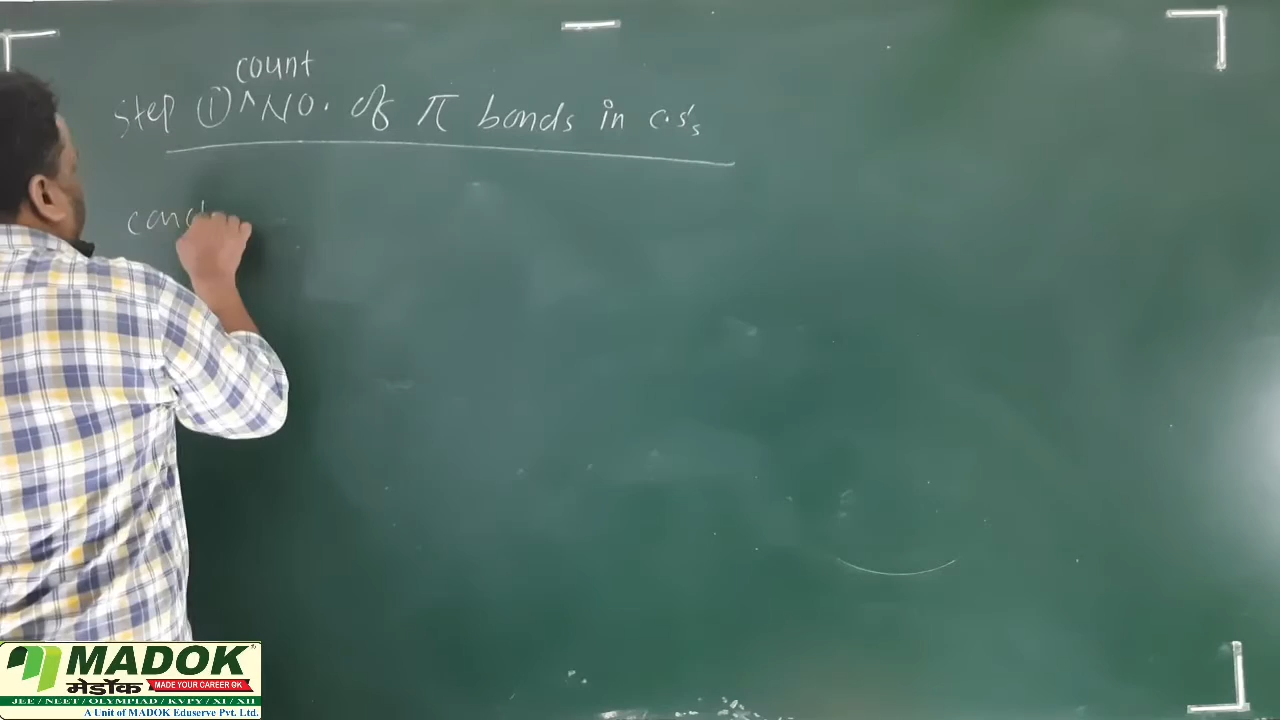 count
Step ① ^ No. of π bonds in c.s's
cond
MADOK
मेडॉक MADE YOUR CAREER GK
JEE / NEET / OLYMPIAD / KVPY / XI / XII
A Unit of MADOK Eduserve Pvt. Ltd.